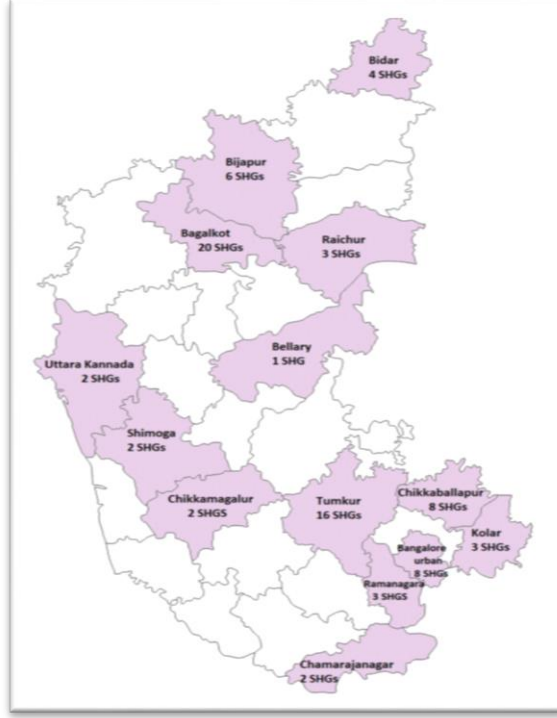 Bidar
4 SHGs
Bijapur
6 SHGs
Bagalkot
20 SHGs
Raichur
3 SHGs
Bellary
1 SHG
Uttara Kannada
2 SHGs
Shimoga
2 SHGs
Chikkamagalur
2 SHGS
Tumkur
16 SHGs
Chikkaballapur
8 SHGs
Kolar
3 SHGs
Bangalore
urban
8 SHGs
Ramanagara
3 SHGS
Chamarajanagar
2 SHGs